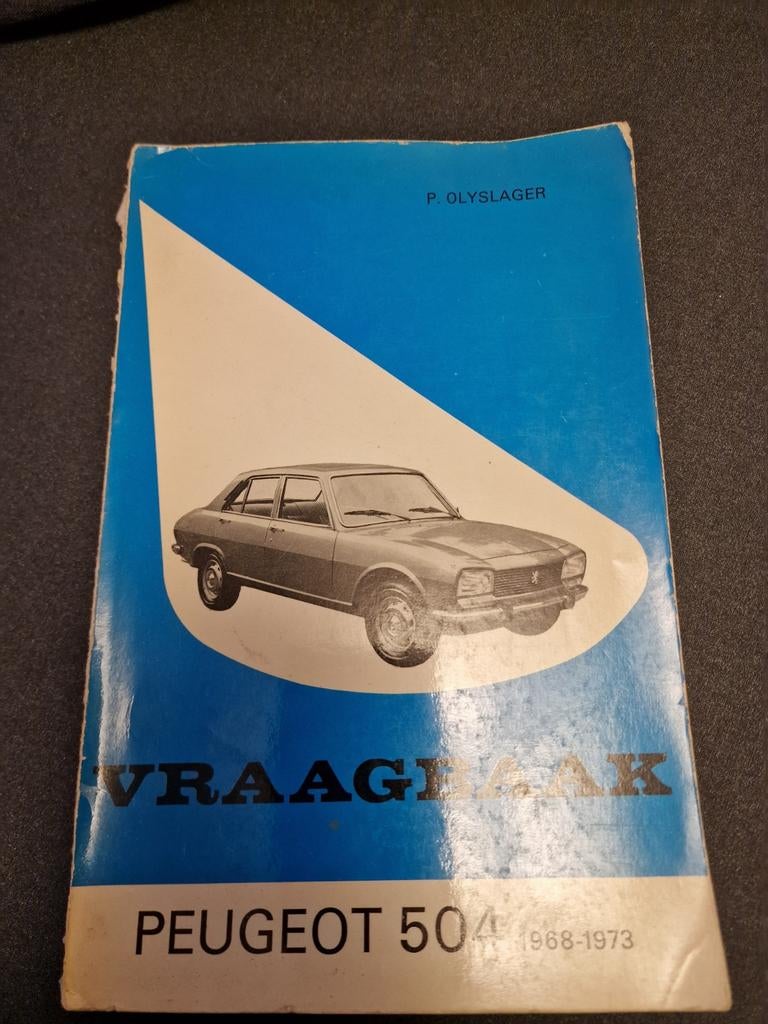 P. OLYSLAGER
VRAAGBAAK
PEUGEOT 504 1968-1973